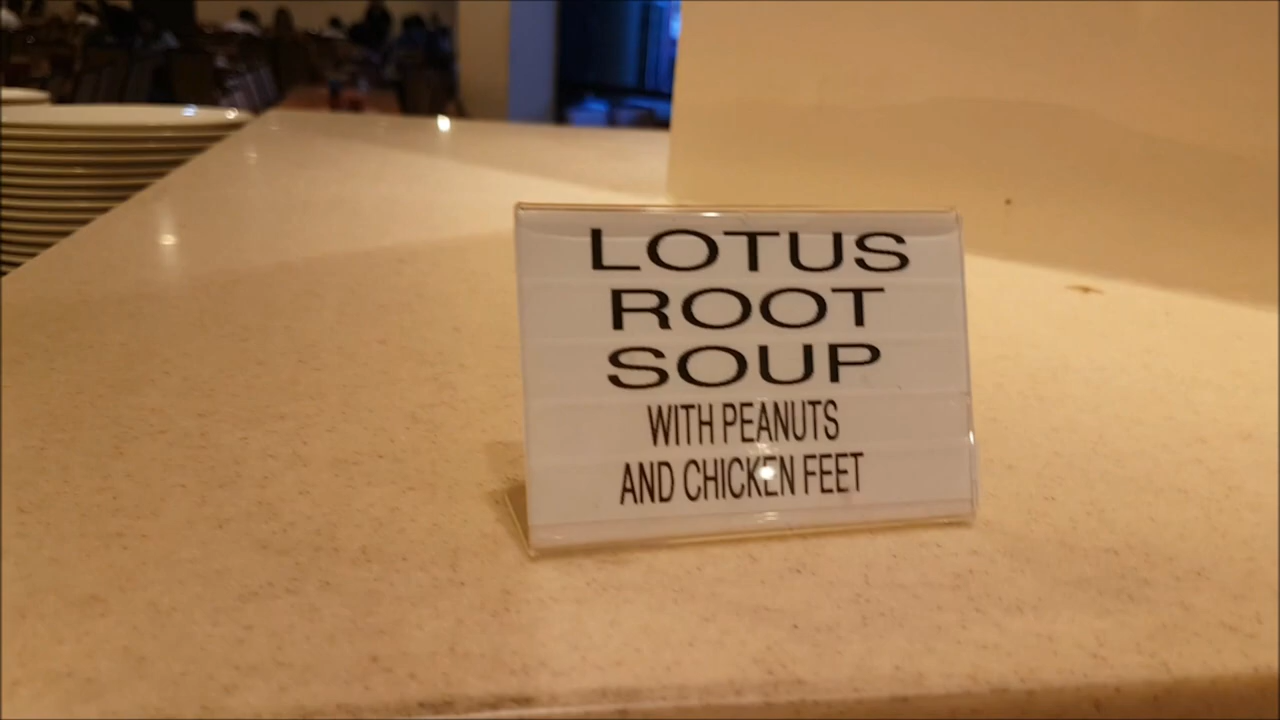 LOTUS
ROOT
SOUP
WITH PEANUTS
AND CHICKEN FEET